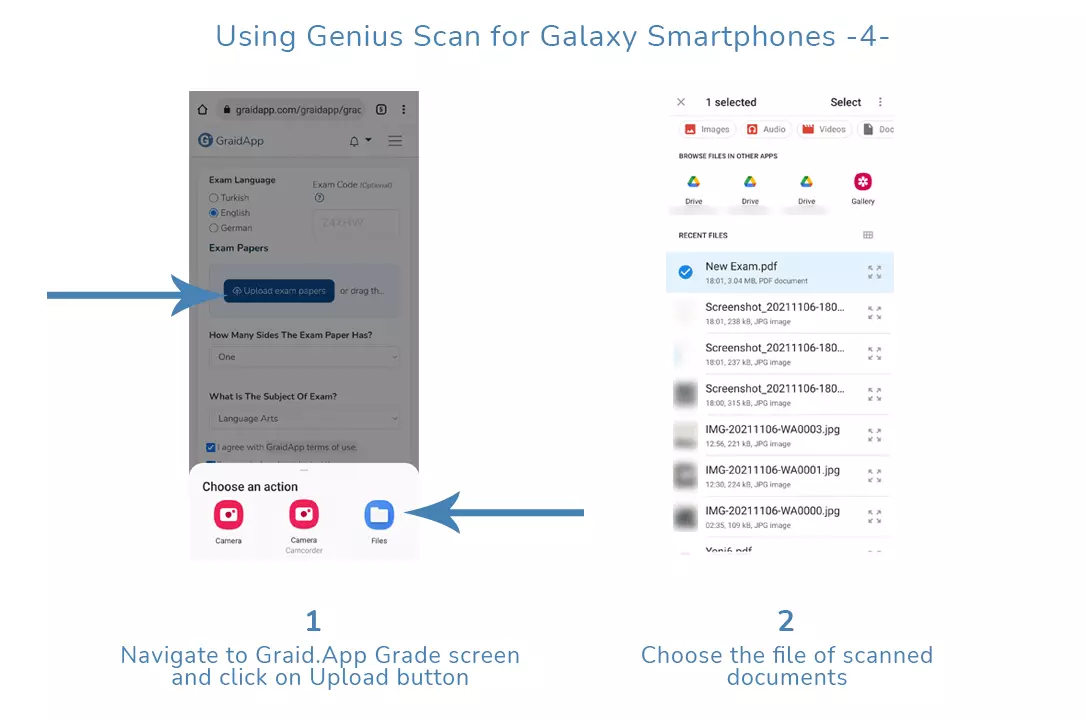 Using Genius Scan for Galaxy Smartphones -4-
graidapp.com/graidapp/grac
GraidApp
Exam Language
Exam Code (Optional)
Turkish
English
German
Z4XHW
Exam Papers
Upload exam papers or drag th...
How Many Sides The Exam Paper Has?
One
What Is The Subject Of Exam?
Language Arts
I agree with GraidApp terms of use.
Choose an action
Camera
Camera
Files
Camcorder
1 selected Select
Images Audio Videos Doc
BROWSE FILES IN OTHER APPS
Drive Drive Drive Gallery
RECENT FILES
New Exam.pdf
18:01, 3.04 MB, PDF document
Screenshot_20211106-180...
18:01, 238 kB, JPG image
Screenshot_20211106-180...
18:01, 237 kB, JPG image
Screenshot_20211106-180...
18:00, 315 kB, JPG image
IMG-20211106-WA0003.jpg
12:56, 221 kB, JPG image
IMG-20211106-WA0001.jpg
12:30, 224 kB, JPG image
IMG-20211106-WA0000.jpg
02:35, 109 kB, JPG image
1
Navigate to Graid.App Grade screen
and click on Upload button
2
Choose the file of scanned
documents